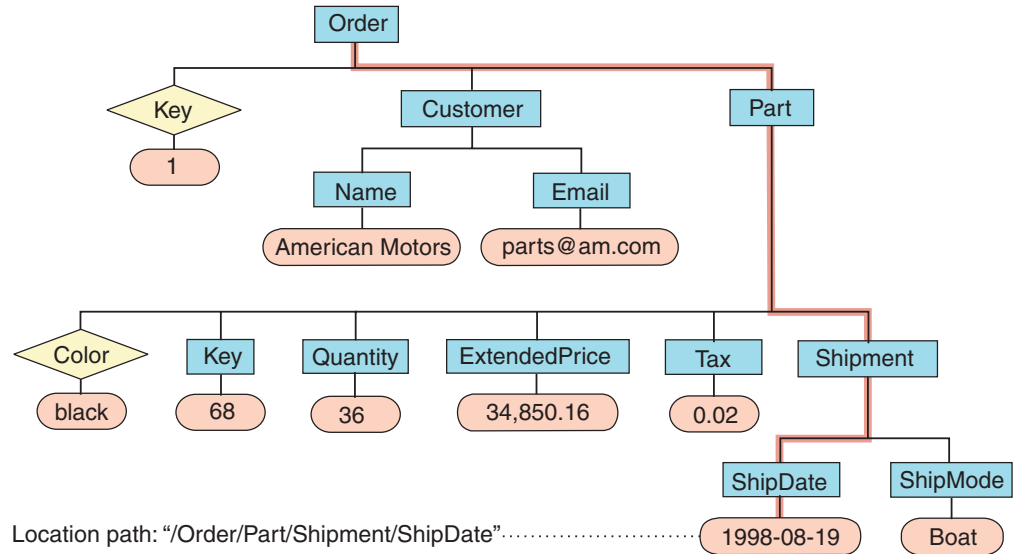 Order
Key
Customer
Part
1
Name
Email
American Motors
parts@am.com
Color
Key
Quantity
ExtendedPrice
Tax
Shipment
black
68
36
34,850.16
0.02
ShipDate
ShipMode
Location path: “/Order/Part/Shipment/ShipDate”
1998-08-19
Boat